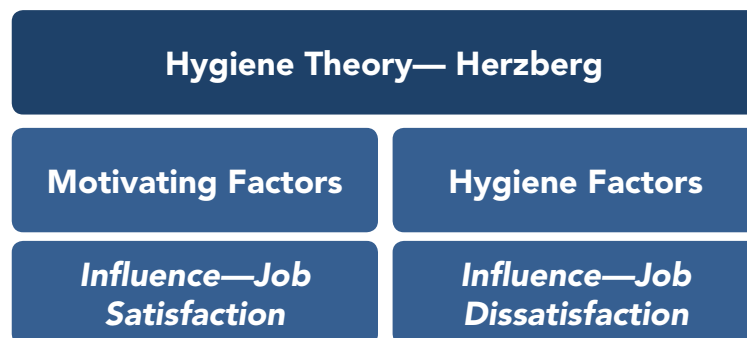 Hygiene Theory— Herzberg
Motivating Factors
Hygiene Factors
Influence—Job
Satisfaction
Influence—Job
Dissatisfaction